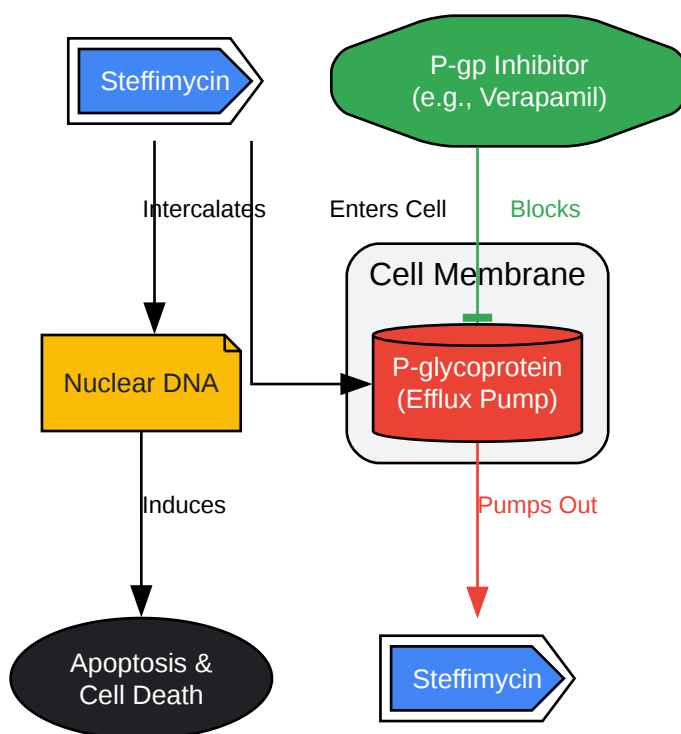 Steffimycin
P-gp Inhibitor
(e.g., Verapamil)
Intercalates
Enters Cell
Blocks
Cell Membrane
Nuclear DNA
P-glycoprotein
(Efflux Pump)
Induces
Pumps Out
Apoptosis &
Cell Death
Steffimycin